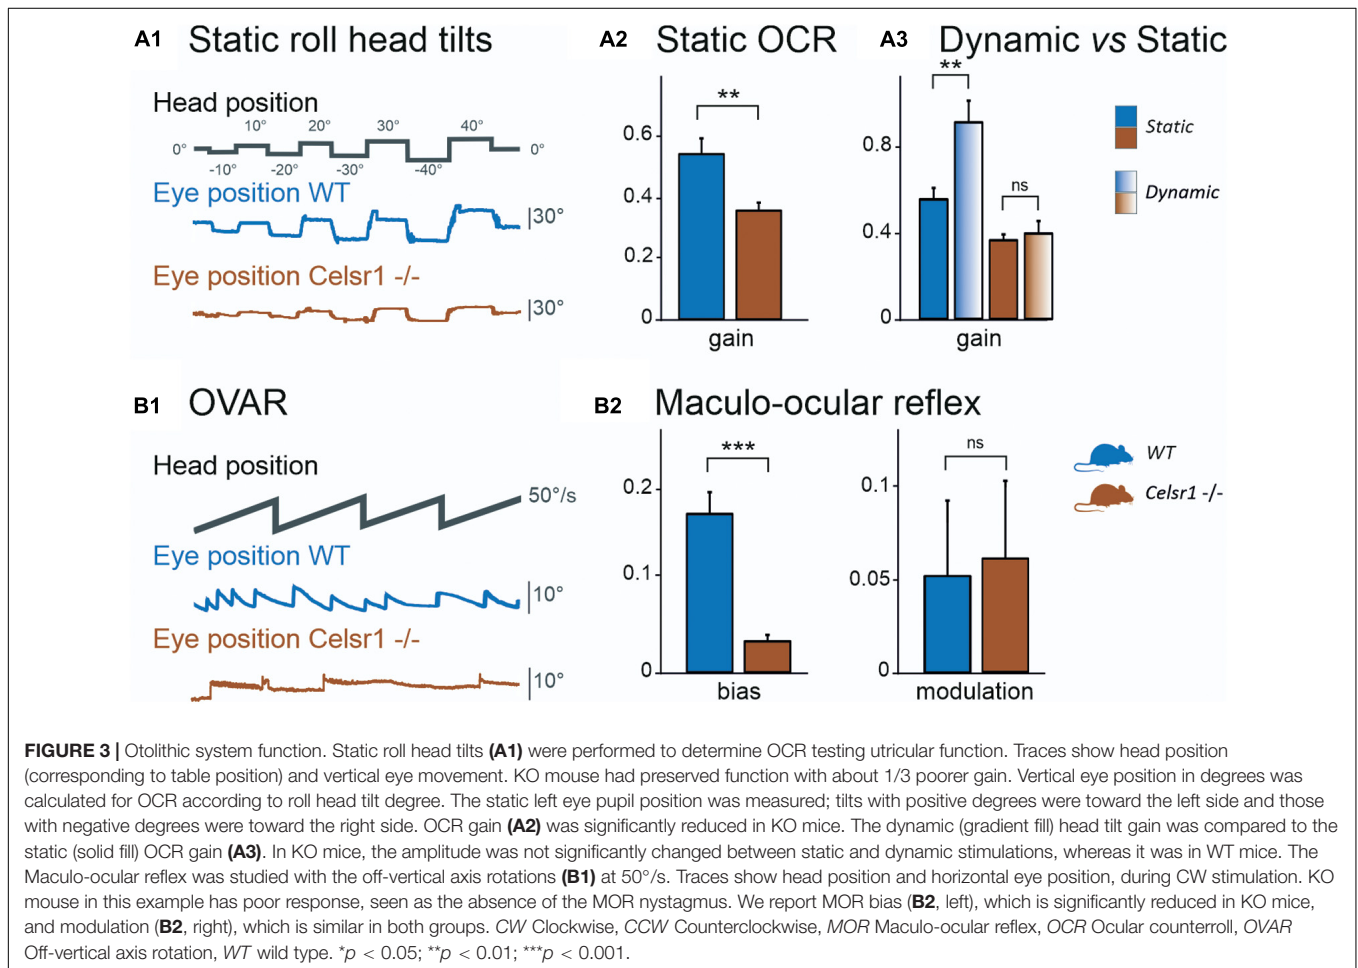 A1 Static roll head tilts
Head position
10° 20° 30° 40°
0° 0°
-10° -20° -30° -40°
Eye position WT
30°
Eye position Celsr1 -/-
30°
A2 Static OCR
**
0.6
0.4
0.2
0
gain
A3 Dynamic vs Static
**
ns
0.8
0.4
0
gain
Static
Dynamic
B1 OVAR
Head position
50°/s
Eye position WT
10°
Eye position Celsr1 -/-
10°
B2 Maculo-ocular reflex
***
0.2
0.1
0
bias
ns
0.1
0.05
0
modulation
WT
Celsr1 -/-
FIGURE 3 | Otolithic system function. Static roll head tilts (A1) were performed to determine OCR testing utricular function. Traces show head position
(corresponding to table position) and vertical eye movement. KO mouse had preserved function with about 1/3 poorer gain. Vertical eye position in degrees was
calculated for OCR according to roll head tilt degree. The static left eye pupil position was measured; tilts with positive degrees were toward the left side and those
with negative degrees were toward the right side. OCR gain (A2) was significantly reduced in KO mice. The dynamic (gradient fill) head tilt gain was compared to the
static (solid fill) OCR gain (A3). In KO mice, the amplitude was not significantly changed between static and dynamic stimulations, whereas it was in WT mice. The
Maculo-ocular reflex was studied with the off-vertical axis rotations (B1) at 50°/s. Traces show head position and horizontal eye position, during CW stimulation. KO
mouse in this example has poor response, seen as the absence of the MOR nystagmus. We report MOR bias (B2, left), which is significantly reduced in KO mice,
and modulation (B2, right), which is similar in both groups. CW Clockwise, CCW Counterclockwise, MOR Maculo-ocular reflex, OCR Ocular counterroll, OVAR
Off-vertical axis rotation, WT wild type. *p < 0.05; **p < 0.01; ***p < 0.001.